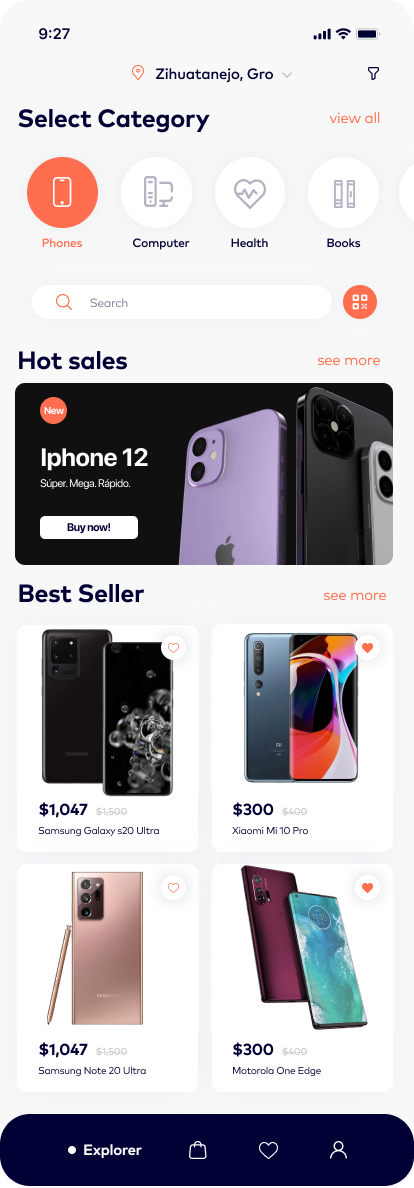 9:27
Zihuatanejo, Gro
Select Category
view all
Phones
Computer
Health
Books
Search
Hot sales
see more
New
Iphone 12
Súper. Mega. Rápido.
Buy now!
Best Seller
see more
SAMSUNG
$1,047 $1,500
Samsung Galaxy s20 Ultra
$300 $400
Xiaomi Mi 10 Pro
SAMSUNG
$1,047 $1,500
Samsung Note 20 Ultra
$300 $400
Motorola One Edge
Explorer